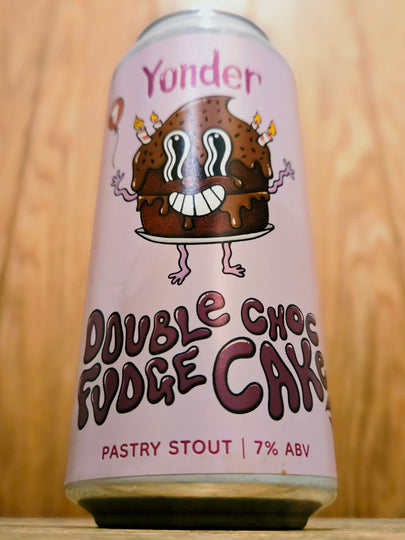 Yonder
DOUBLE CHOC
FUDGE CAKE
PASTRY STOUT | 7% ABV